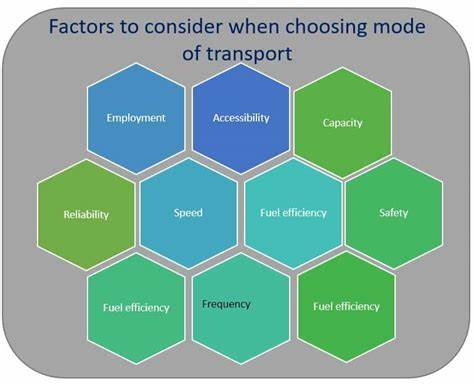 Factors to consider when choosing mode
of transport
Employment
Accessibility
Capacity
Reliability
Speed
Fuel efficiency
Safety
Fuel efficiency
Frequency
Fuel efficiency